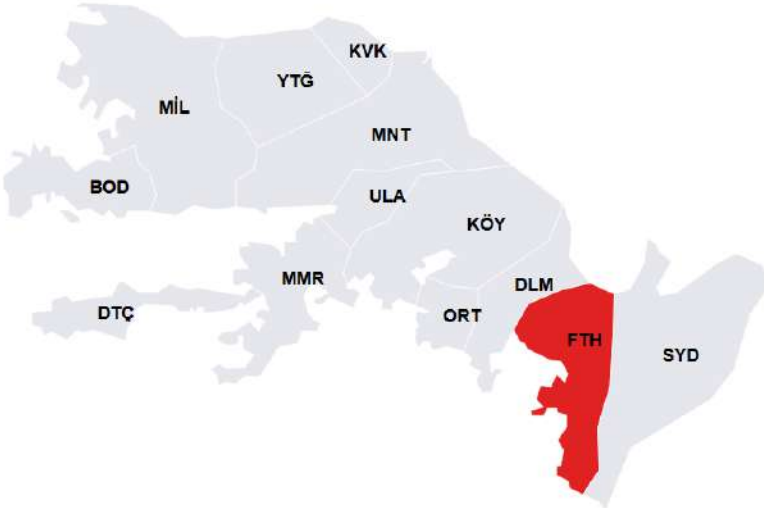 KVK
YTĞ
MİL
MNT
BOD
ULA
KÖY
MMR
DLM
DTÇ
ORT
FTH
SYD